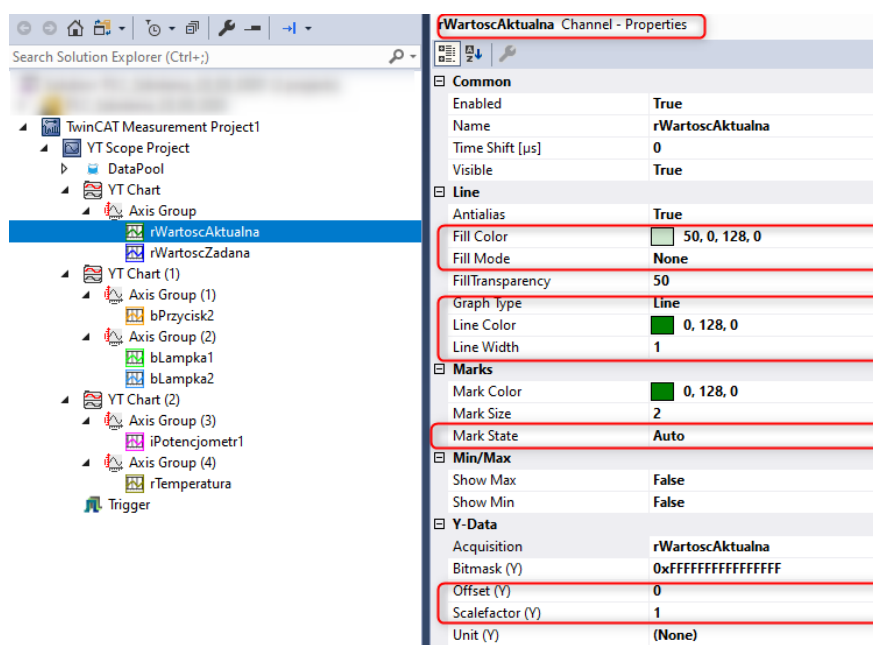 Search Solution Explorer (Ctrl+;)
TwinCAT Measurement Project1
YT Scope Project
DataPool
YT Chart
Axis Group
rWartoscAktualna
rWartoscZadana
YT Chart (1)
Axis Group (1)
bPrzycisk2
Axis Group (2)
bLampka1
bLampka2
YT Chart (2)
Axis Group (3)
iPotencjometr1
Axis Group (4)
rTemperatura
Trigger
rWartoscAktualna Channel - Properties
Common
Enabled True
Name rWartoscAktualna
Time Shift [µs] 0
Visible True
Line
Antialias True
Fill Color 50, 0, 128, 0
Fill Mode None
FillTransparency 50
Graph Type Line
Line Color 0, 128, 0
Line Width 1
Marks
Mark Color 0, 128, 0
Mark Size 2
Mark State Auto
Min/Max
Show Max False
Show Min False
Y-Data
Acquisition rWartoscAktualna
Bitmask (Y) 0xFFFFFFFFFFFFFFFF
Offset (Y) 0
Scalefactor (Y) 1
Unit (Y) (None)